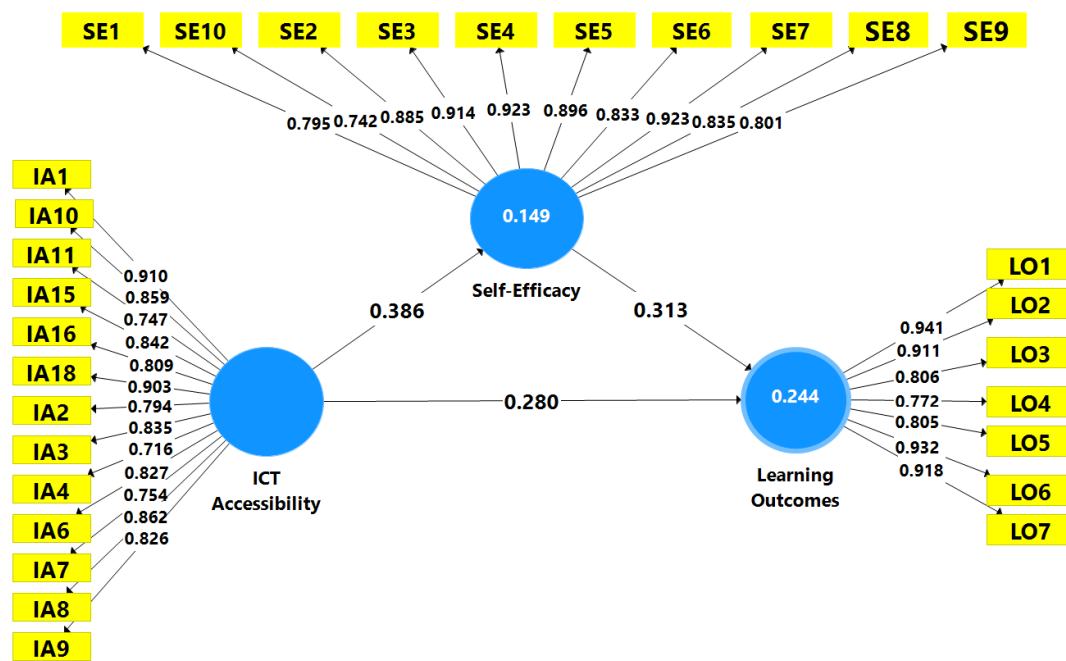 SE1 SE10 SE2 SE3 SE4 SE5 SE6 SE7 SE8 SE9
0.795 0.742 0.885 0.914 0.923 0.896 0.833 0.923 0.835 0.801
IA1
IA10
IA11
IA15
IA16
IA18
IA2
IA3
IA4
IA6
IA7
IA8
IA9
0.910
0.859
0.747
0.842
0.809
0.903
0.794
0.835
0.716
0.827
0.754
0.862
0.826
0.149
Self-Efficacy
0.386
0.313
0.280
ICT
Accessibility
0.244
Learning
Outcomes
0.941
0.911
0.806
0.772
0.805
0.932
0.918
LO1
LO2
LO3
LO4
LO5
LO6
LO7